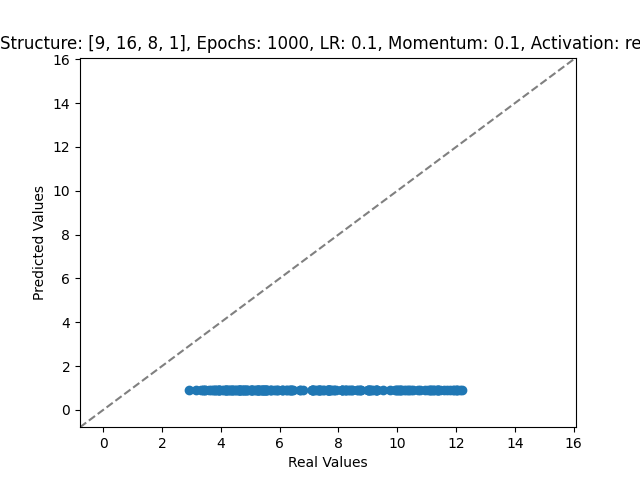 Structure: [9, 16, 8, 1], Epochs: 1000, LR: 0.1, Momentum: 0.1, Activation: re
16
14
12
10
8
6
4
2
0
Predicted Values
0 2 4 6 8 10 12 14 16
Real Values